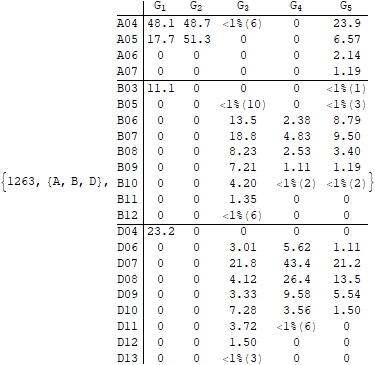 G1 G2 G3 G4 G5
A04 48.1 48.7 <1%(6) 0 23.9
A05 17.7 51.3 0 0 6.57
A06 0 0 0 0 2.14
A07 0 0 0 0 1.19
B03 11.1 0 0 0 <1%(1)
B05 0 0 <1%(10) 0 <1%(3)
B06 0 0 13.5 2.38 8.79
B07 0 0 18.8 4.83 9.50
B08 0 0 8.23 2.53 3.40
B09 0 0 7.21 1.11 1.19
{1263, {A, B, D}, B10 0 0 4.20 <1%(2) <1%(2)}
B11 0 0 1.35 0 0
B12 0 0 <1%(6) 0 0
D04 23.2 0 0 0 0
D06 0 0 3.01 5.62 1.11
D07 0 0 21.8 43.4 21.2
D08 0 0 4.12 26.4 13.5
D09 0 0 3.33 9.58 5.54
D10 0 0 7.28 3.56 1.50
D11 0 0 3.72 <1%(6) 0
D12 0 0 1.50 0 0
D13 0 0 <1%(3) 0 0